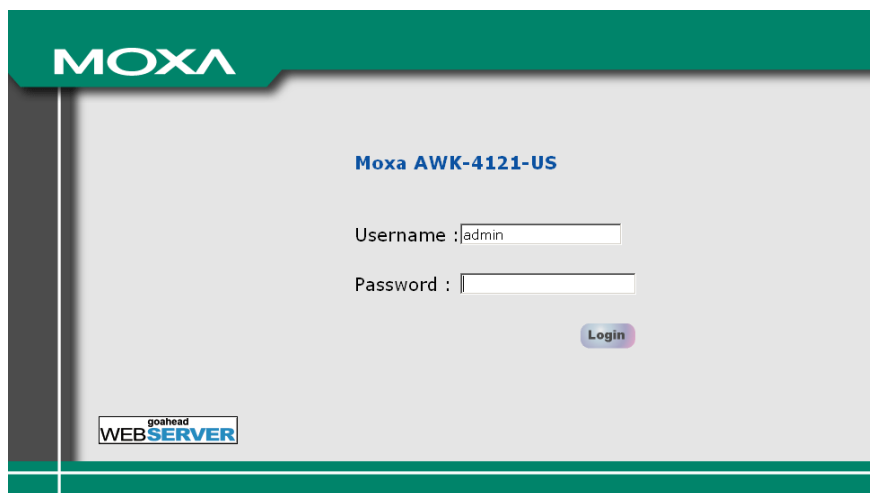 MOXA
Moxa AWK-4121-US
Username : admin
Password :
Login
goahead
WEBSERVER